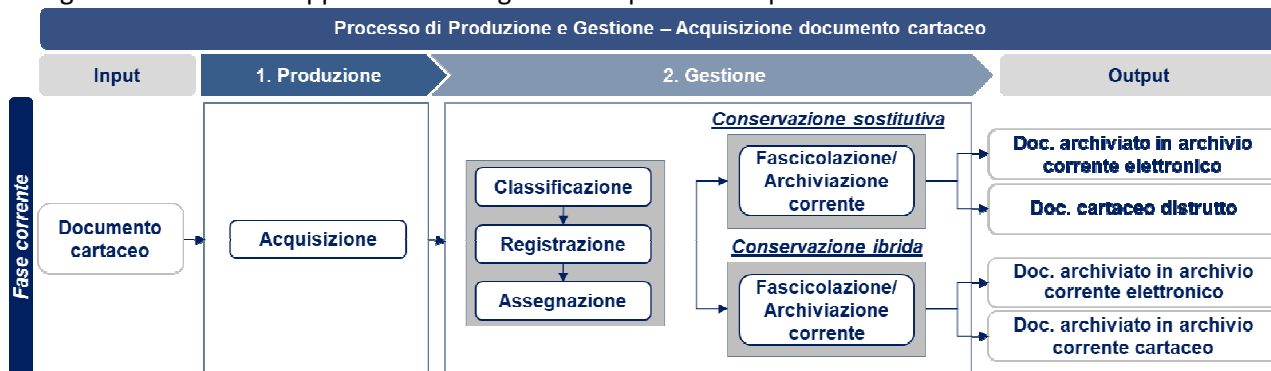 Processo di Produzione e Gestione – Acquisizione documento cartaceo
Input
1. Produzione
2. Gestione
Output
Fase corrente
Documento
cartaceo
Acquisizione
Classificazione
Registrazione
Assegnazione
Conservazione sostitutiva
Fascicolazione/
Archiviazione
corrente
Conservazione ibrida
Fascicolazione/
Archiviazione
corrente
Doc. archiviato in archivio
corrente elettronico
Doc. cartaceo distrutto
Doc. archiviato in archivio
corrente elettronico
Doc. archiviato in archivio
corrente cartaceo